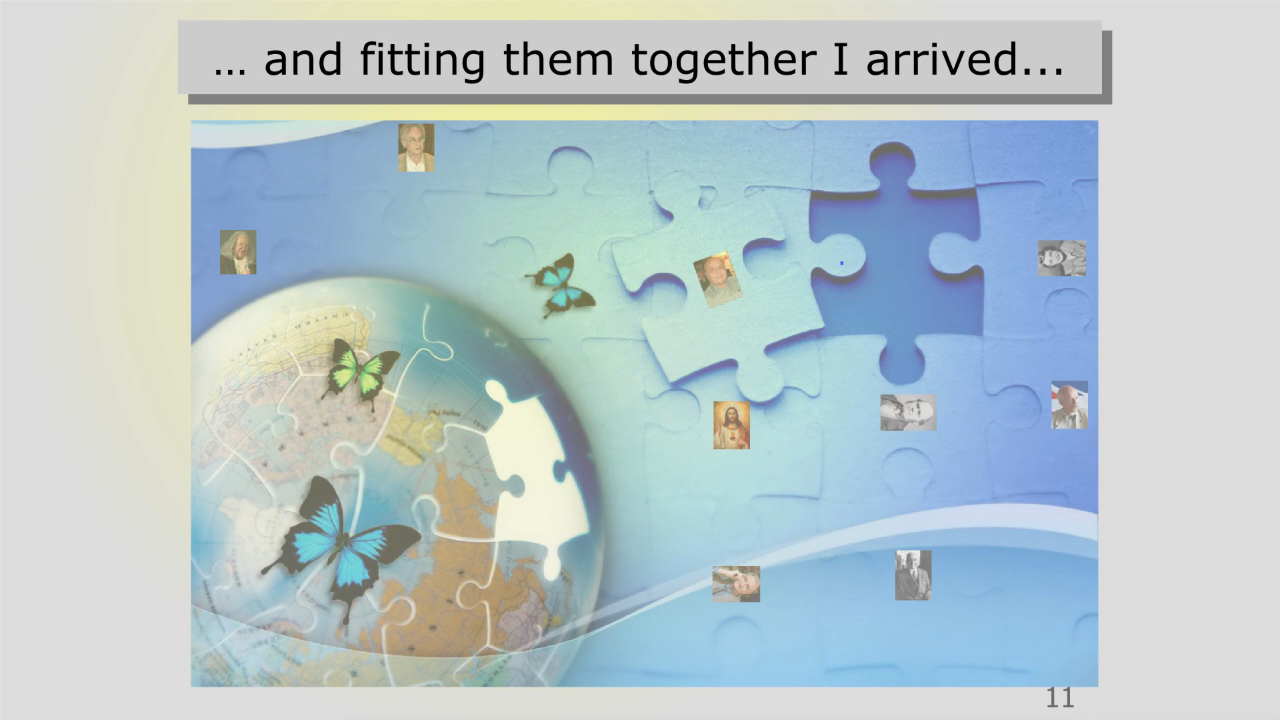 ... and fitting them together I arrived...
11